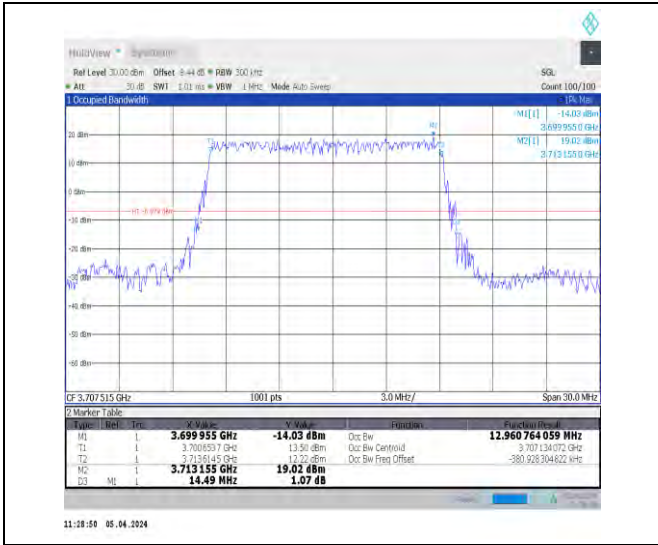 MultiView
Ref Level 30.00 dBm Offset 8.44 dB RBW 300 kHz SGL
Att 30 dB SWT 1.01 ms VBW 1 MHz Mode Auto Sweep Count 100/100
1 Occupied Bandwidth 1Pk Max
M1[1] -14.03 dBm
3.699955 0 GHz
M2[1] 19.02 dBm
3.713155 0 GHz
M2
20 dBm
T1
10 dBm
0 dBm
-10 dBm
-20 dBm
-30 dBm
-40 dBm
-50 dBm
-60 dBm
CF 3.707515 GHz 1001 pts 3.0 MHz/ Span 30.0 MHz
2 Marker Table
Type Ref Trc X-Value Y-Value Function Function Result
M1 1 3.699 955 GHz -14.03 dBm Occ Bw 12.960 764 059 MHz
T1 1 3.7006537 GHz 13.50 dBm Occ Bw Centroid 3.707134072 GHz
T2 1 3.7136145 GHz 12.22 dBm Occ Bw Freq Offset -380.928304822 kHz
M2 1 3.713 155 GHz 19.02 dBm
D3 M1 1 14.49 MHz 1.07 dB
11:28:50 05.04.2024